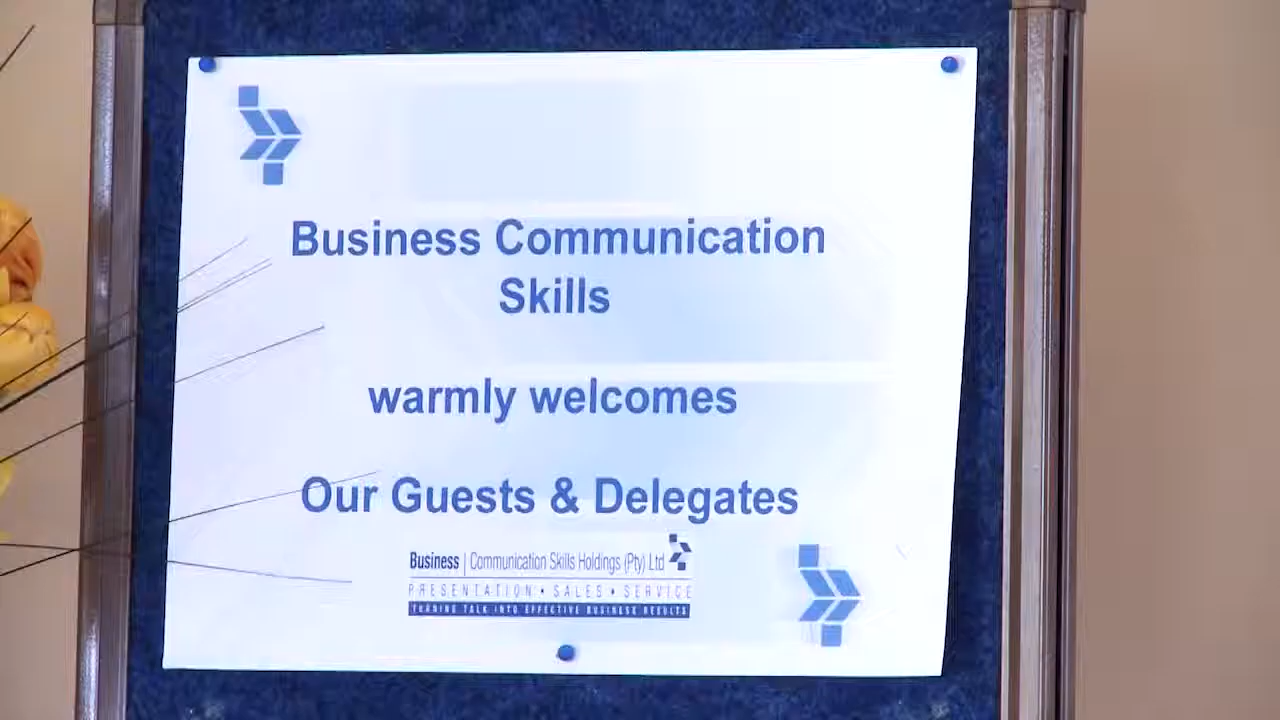 Business Communication
Skills
warmly welcomes
Our Guests & Delegates
Business | Communication Skills Holdings (Pty) Ltd
PRESENTATION • SALES • SERVICE
TURNING TALK INTO EFFECTIVE BUSINESS RESULTS